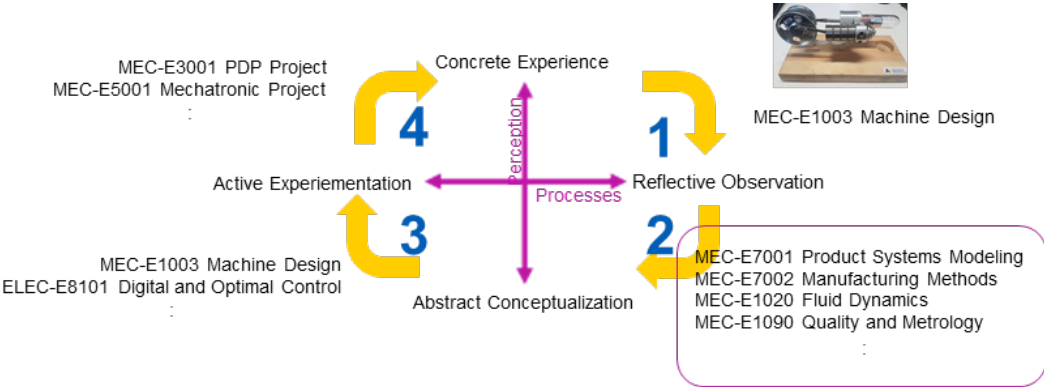 Concrete Experience
MEC-E3001 PDP Project
MEC-E5001 Mechatronic Project
:
4
Perception
1
MEC-E1003 Machine Design
Active Experiementation
Reflective Observation
Processes
3
2
MEC-E1003 Machine Design
ELEC-E8101 Digital and Optimal Control
:
Abstract Conceptualization
MEC-E7001 Product Systems Modeling
MEC-E7002 Manufacturing Methods
MEC-E1020 Fluid Dynamics
MEC-E1090 Quality and Metrology
: